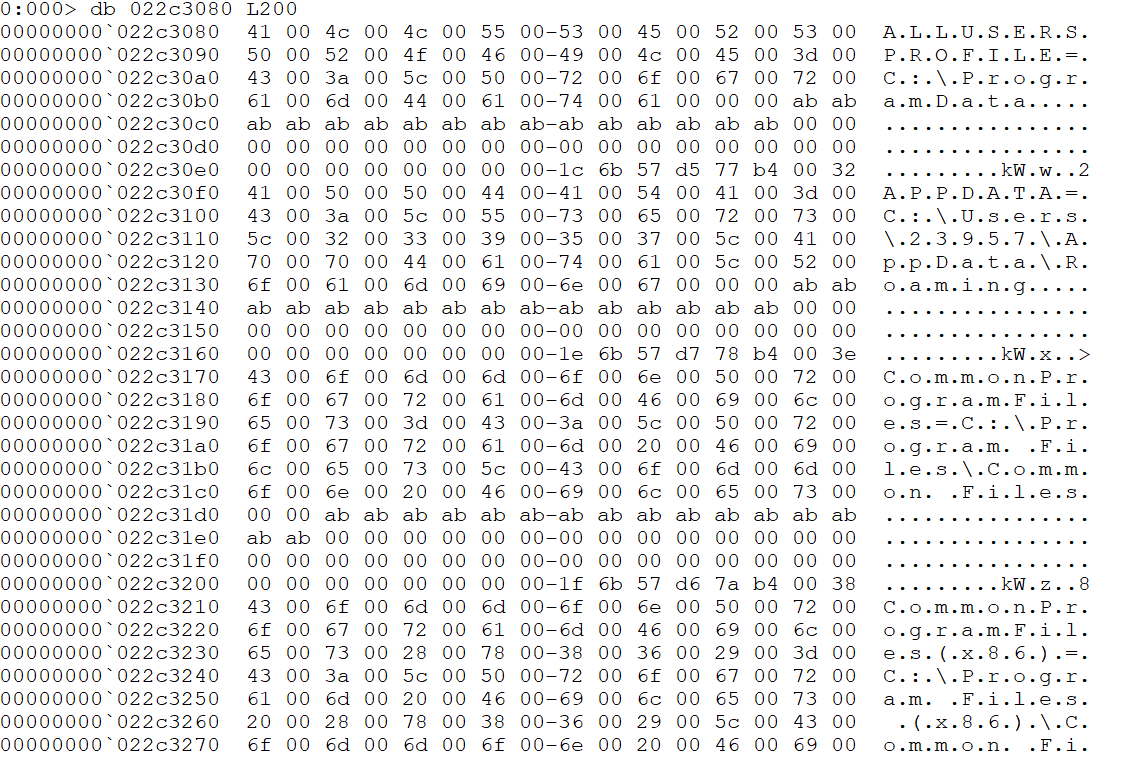 0:000> db 022c3080 L200
00000000`022c3080  41 00 4c 00 4c 00 55 00-53 00 45 00 52 00 53 00  A.L.L.U.S.E.R.S.
00000000`022c3090  50 00 52 00 4f 00 46 00-49 00 4c 00 45 00 3d 00  P.R.O.F.I.L.E.=.
00000000`022c30a0  43 00 3a 00 5c 00 50 00-72 00 6f 00 67 00 72 00  C.:.\.P.r.o.g.r.
00000000`022c30b0  61 00 6d 00 44 00 61 00-74 00 61 00 00 00 ab ab  a.m.D.a.t.a.....
00000000`022c30c0  ab ab ab ab ab ab ab ab-ab ab ab ab ab ab 00 00  ................
00000000`022c30d0  00 00 00 00 00 00 00 00-00 00 00 00 00 00 00 00  ................
00000000`022c30e0  00 00 00 00 00 00 00 00-1c 6b 57 d5 77 b4 00 32  .........kW.w..2
00000000`022c30f0  41 00 50 00 50 00 44 00-41 00 54 00 41 00 3d 00  A.P.P.D.A.T.A.=.
00000000`022c3100  43 00 3a 00 5c 00 55 00-73 00 65 00 72 00 73 00  C.:.\.U.s.e.r.s.
00000000`022c3110  5c 00 32 00 33 00 39 00-35 00 37 00 5c 00 41 00  \.2.3.9.5.7.\.A.
00000000`022c3120  70 00 70 00 44 00 61 00-74 00 61 00 5c 00 52 00  p.p.D.a.t.a.\.R.
00000000`022c3130  6f 00 61 00 6d 00 69 00-6e 00 67 00 00 00 ab ab  o.a.m.i.n.g.....
00000000`022c3140  ab ab ab ab ab ab ab ab-ab ab ab ab ab ab 00 00  ................
00000000`022c3150  00 00 00 00 00 00 00 00-00 00 00 00 00 00 00 00  ................
00000000`022c3160  00 00 00 00 00 00 00 00-1e 6b 57 d7 78 b4 00 3e  .........kW.x..>
00000000`022c3170  43 00 6f 00 6d 00 6d 00-6f 00 6e 00 50 00 72 00  C.o.m.m.o.n.P.r.
00000000`022c3180  6f 00 67 00 72 00 61 00-6d 00 46 00 69 00 6c 00  o.g.r.a.m.F.i.l.
00000000`022c3190  65 00 73 00 3d 00 43 00-3a 00 5c 00 50 00 72 00  e.s.=.C.:.\.P.r.
00000000`022c31a0  6f 00 67 00 72 00 61 00-6d 00 20 00 46 00 69 00  o.g.r.a.m. .F.i.
00000000`022c31b0  6c 00 65 00 73 00 5c 00-43 00 6f 00 6d 00 6d 00  l.e.s.\.C.o.m.m.
00000000`022c31c0  6f 00 6e 00 20 00 46 00-69 00 6c 00 65 00 73 00  o.n. .F.i.l.e.s.
00000000`022c31d0  00 00 ab ab ab ab ab ab-ab ab ab ab ab ab ab ab  ................
00000000`022c31e0  ab ab 00 00 00 00 00 00-00 00 00 00 00 00 00 00  ................
00000000`022c31f0  00 00 00 00 00 00 00 00-00 00 00 00 00 00 00 00  ................
00000000`022c3200  00 00 00 00 00 00 00 00-1f 6b 57 d6 7a b4 00 38  .........kW.z..8
00000000`022c3210  43 00 6f 00 6d 00 6d 00-6f 00 6e 00 50 00 72 00  C.o.m.m.o.n.P.r.
00000000`022c3220  6f 00 67 00 72 00 61 00-6d 00 46 00 69 00 6c 00  o.g.r.a.m.F.i.l.
00000000`022c3230  65 00 73 00 28 00 78 00-38 00 36 00 29 00 3d 00  e.s.(.x.8.6.).=.
00000000`022c3240  43 00 3a 00 5c 00 50 00-72 00 6f 00 67 00 72 00  C.:.\.P.r.o.g.r.
00000000`022c3250  61 00 6d 00 20 00 46 00-69 00 6c 00 65 00 73 00  a.m. .F.i.l.e.s.
00000000`022c3260  20 00 28 00 78 00 38 00-36 00 29 00 5c 00 43 00   .(.x.8.6.).\.C.
00000000`022c3270  6f 00 6d 00 6d 00 6f 00-6e 00 20 00 46 00 69 00  o.m.m.o.n. .F.i.